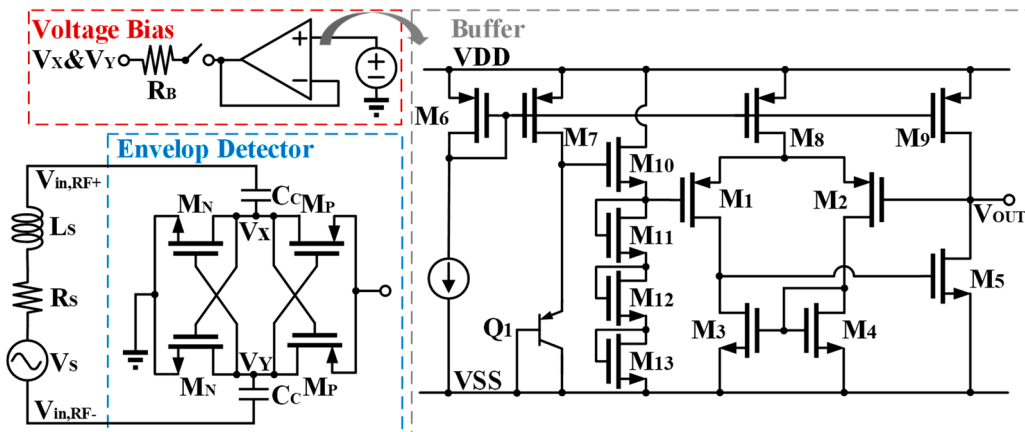 Voltage Bias
VX&VY
RB
+
−
+
−
Envelop Detector
Vin,RF+
LS
RS
VS
Vin,RF-
MN
CC
MP
VX
VY
MN
CC
MP
Buffer
VDD
M6
M7
M8
M9
M10
M1
M2
VOUT
M11
M12
M5
Q1
M3
M4
M13
VSS